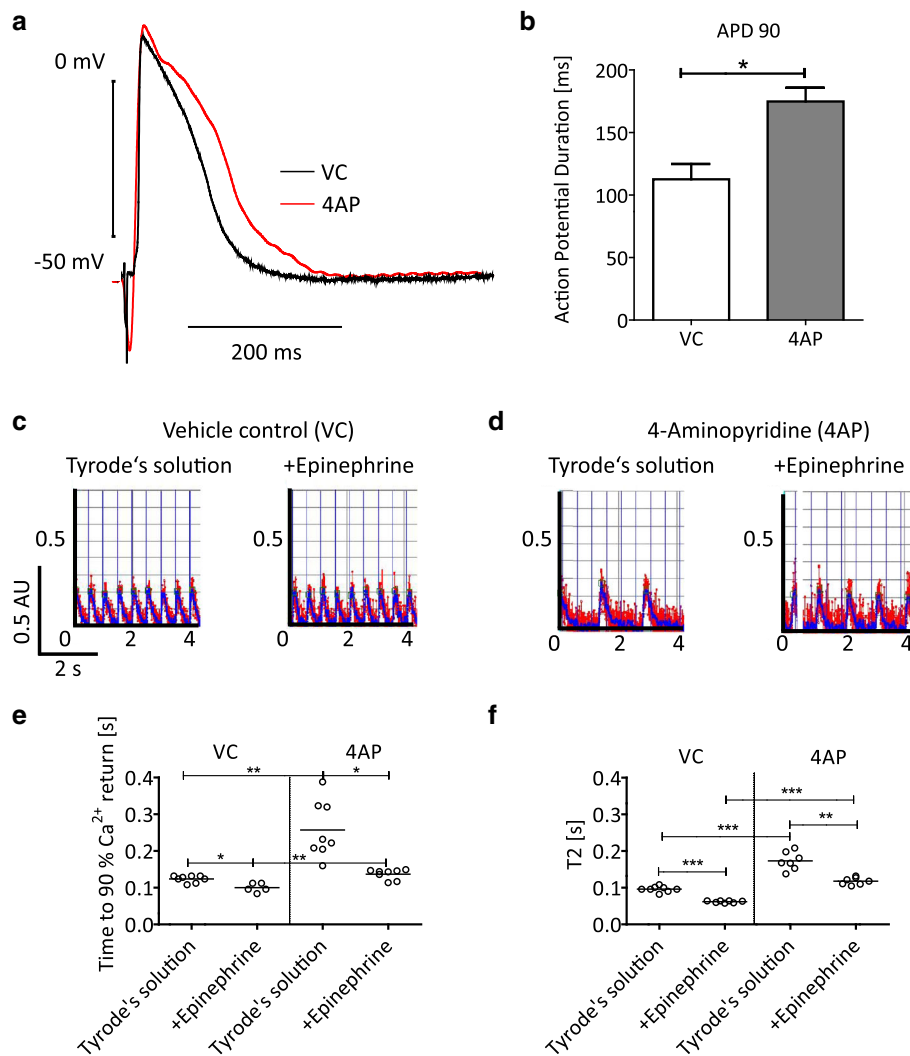 a
0 mV
-50 mV
VC
4AP
200 ms
b
APD 90
Action Potential Duration [ms]
200
150
100
50
0
*
VC
4AP
c
Vehicle control (VC)
Tyrode‘s solution
+Epinephrine
0.5
0.5
0.5 AU
0
2
4
0
2
4
2 s
d
4-Aminopyridine (4AP)
Tyrode‘s solution
+Epinephrine
0.5
0.5
0
2
4
0
2
4
e
Time to 90 % Ca²⁺ return [s]
VC
4AP
0.4
0.3
0.2
0.1
0.0
**
*
*
**
Tyrode's solution
+Epinephrine
Tyrode's solution
+Epinephrine
f
T2 [s]
VC
4AP
0.4
0.3
0.2
0.1
0.0
***
***
**
***
Tyrode's solution
+Epinephrine
Tyrode's solution
+Epinephrine